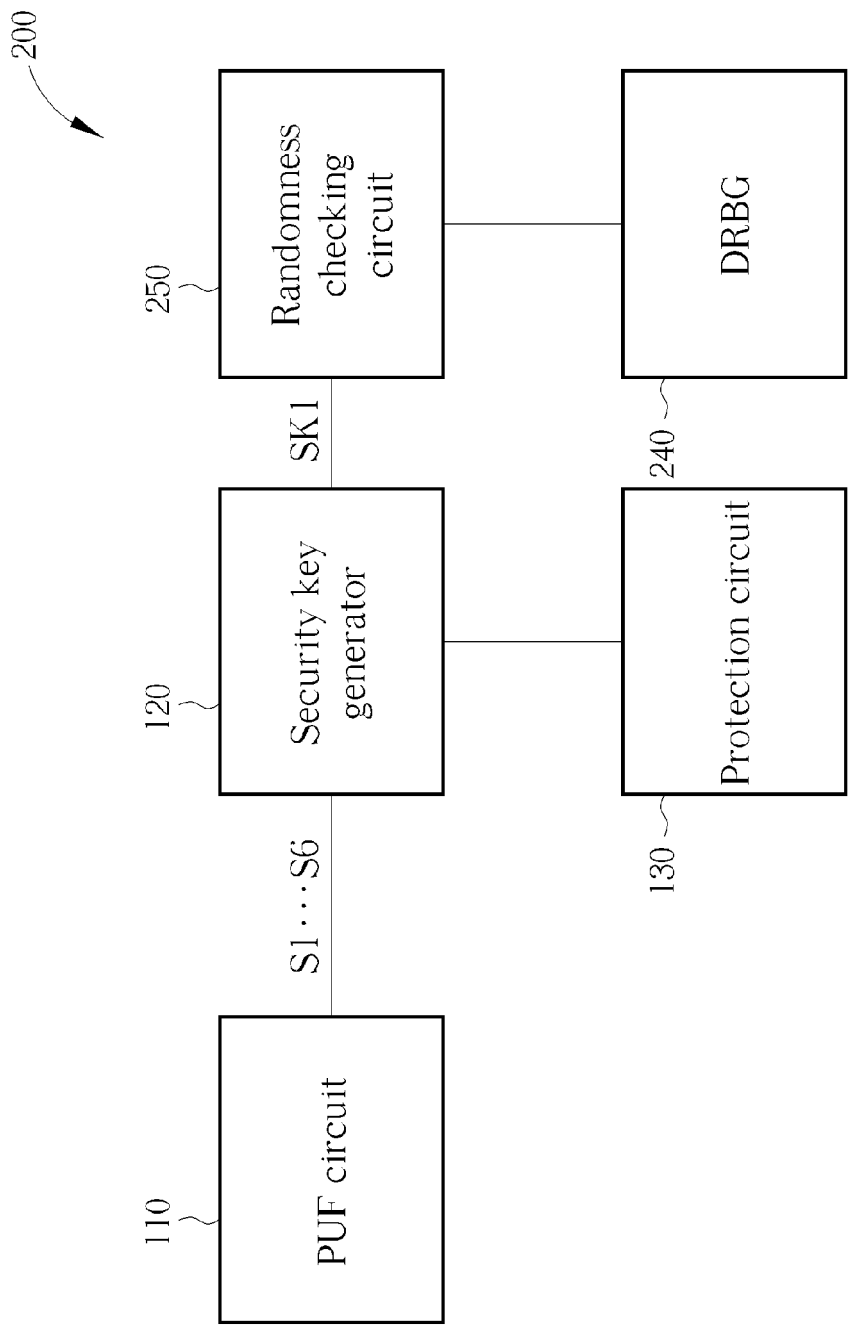 200
110
PUF circuit
S1····S6
120
Security key
generator
SK1
250
Randomness
checking
circuit
130
Protection circuit
240
DRBG